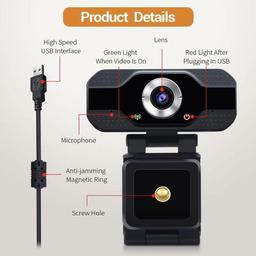 Product Details
High Speed
USB Interface
Green Light
When Video Is On
Lens
Red Light After
Plugging In USB
Microphone
Anti-jamming
Magnetic Ring
Screw Hole